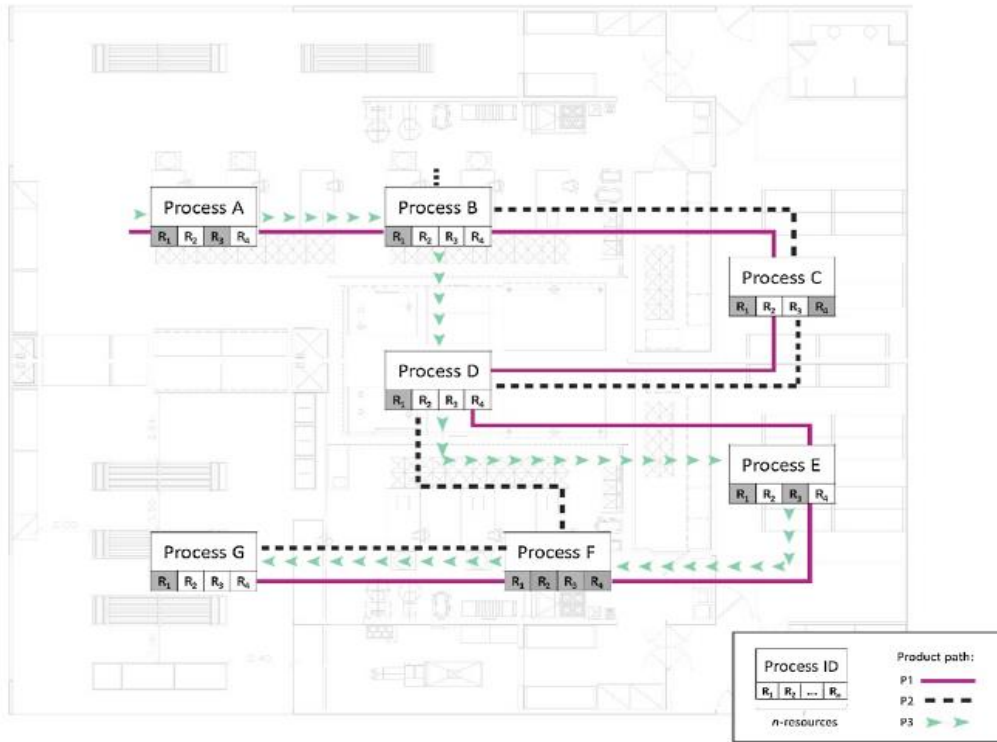 Process A
R₁ R₂ R₃ R₄
Process B
R₁ R₂ R₃ R₄
Process C
R₁ R₂ R₃ R₄
Process D
R₁ R₂ R₃ R₄
Process E
R₁ R₂ R₃ R₄
Process G
R₁ R₂ R₃ R₄
Process F
R₁ R₂ R₃ R₄
Process ID
R₁ R₂ ... Rₙ
n-resources
Product path:
P1
P2
P3